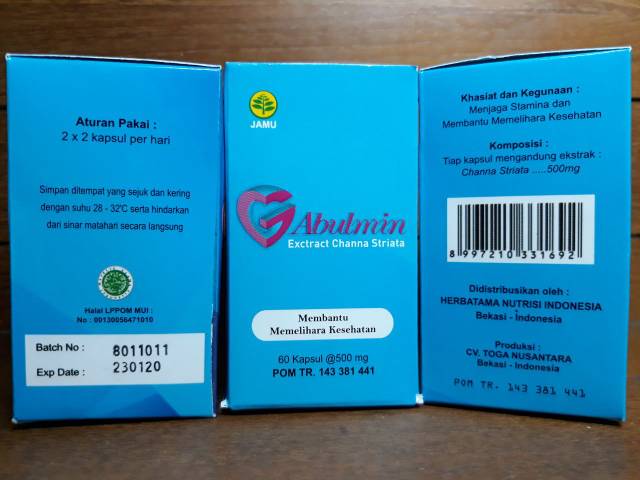 Aturan Pakai :
2 x 2 kapsul per hari
Simpan ditempat yang sejuk dan kering
dengan suhu 28 - 32°C serta hindarkan
dari sinar matahari secara langsung
Halal LPPOM MUI :
No : 00130056471010
Batch No : 8011011
Exp Date : 230120
JAMU
G Abulmin
Exctract Channa Striata
Membantu
Memelihara Kesehatan
60 Kapsul @500 mg
POM TR. 143 381 441
Khasiat dan Kegunaan :
Menjaga Stamina dan
Membantu Memelihara Kesehatan
Komposisi :
Tiap kapsul mengandung ekstrak :
Channa Striata .....500mg
8 997210 331692
Didistribusikan oleh :
HERBATAMA NUTRISI INDONESIA
Bekasi - Indonesia
Produksi :
CV. TOGA NUSANTARA
Bekasi - Indonesia
POM TR. 143 381 441